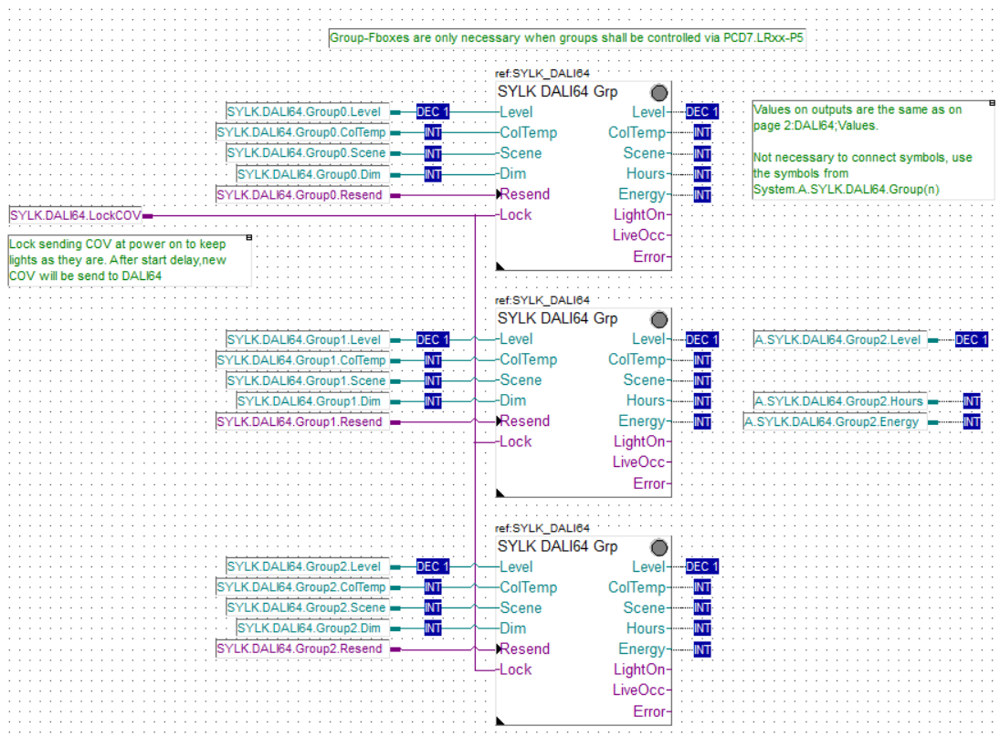 Group-Fboxes are only necessary when groups shall be controlled via PCD7.LRxx-P5
ref:SYLK_DALI64
SYLK DALI64 Grp
SYLK.DALI64.Group0.Level DEC 1 Level Level DEC 1
SYLK.DALI64.Group0.ColTemp INT ColTemp ColTemp INT
SYLK.DALI64.Group0.Scene INT Scene Scene INT
SYLK.DALI64.Group0.Dim INT Dim Hours INT
SYLK.DALI64.Group0.Resend Resend Energy INT
SYLK.DALI64.LockCOV Lock LightOn
LiveOcc
Error
Values on outputs are the same as on
page 2:DALI64;Values.
Not necessary to connect symbols, use
the symbols from
System.A.SYLK.DALI64.Group(n)
Lock sending COV at power on to keep
lights as they are. After start delay,new
COV will be send to DALI64
ref:SYLK_DALI64
SYLK DALI64 Grp
SYLK.DALI64.Group1.Level DEC 1 Level Level DEC 1 A.SYLK.DALI64.Group2.Level DEC 1
SYLK.DALI64.Group1.ColTemp INT ColTemp ColTemp INT
SYLK.DALI64.Group1.Scene INT Scene Scene INT
SYLK.DALI64.Group1.Dim INT Dim Hours INT A.SYLK.DALI64.Group2.Hours INT
SYLK.DALI64.Group1.Resend Resend Energy INT A.SYLK.DALI64.Group2.Energy INT
Lock LightOn
LiveOcc
Error
ref:SYLK_DALI64
SYLK DALI64 Grp
SYLK.DALI64.Group2.Level DEC 1 Level Level DEC 1
SYLK.DALI64.Group2.ColTemp INT ColTemp ColTemp INT
SYLK.DALI64.Group2.Scene INT Scene Scene INT
SYLK.DALI64.Group2.Dim INT Dim Hours INT
SYLK.DALI64.Group2.Resend Resend Energy INT
Lock LightOn
LiveOcc
Error